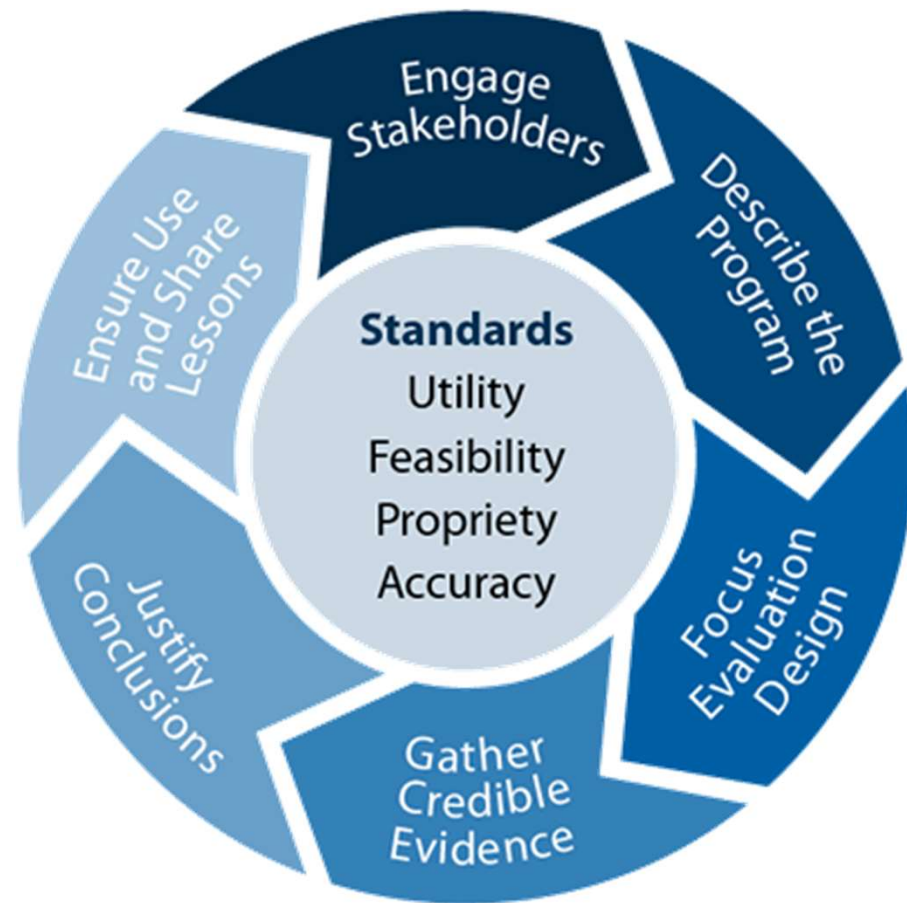 Engage
Stakeholders
Describe the
Program
Focus
Evaluation
Design
Gather
Credible
Evidence
Justify
Conclusions
Ensure Use
and Share
Lessons
Standards
Utility
Feasibility
Propriety
Accuracy